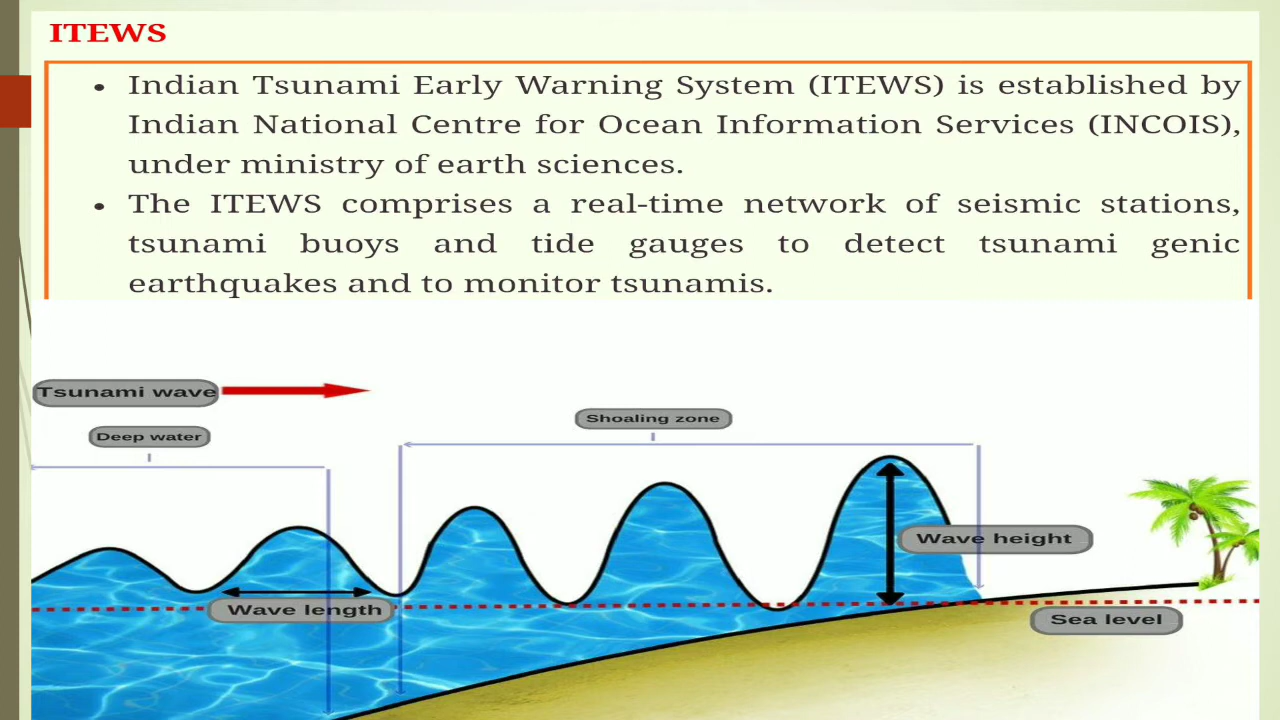 ITEWS
• Indian Tsunami Early Warning System (ITEWS) is established by
Indian National Centre for Ocean Information Services (INCOIS),
under ministry of earth sciences.
• The ITEWS comprises a real-time network of seismic stations,
tsunami buoys and tide gauges to detect tsunami genic
earthquakes and to monitor tsunamis.
Tsunami wave
Shoaling zone
Deep water
Wave height
Wave length
Sea level